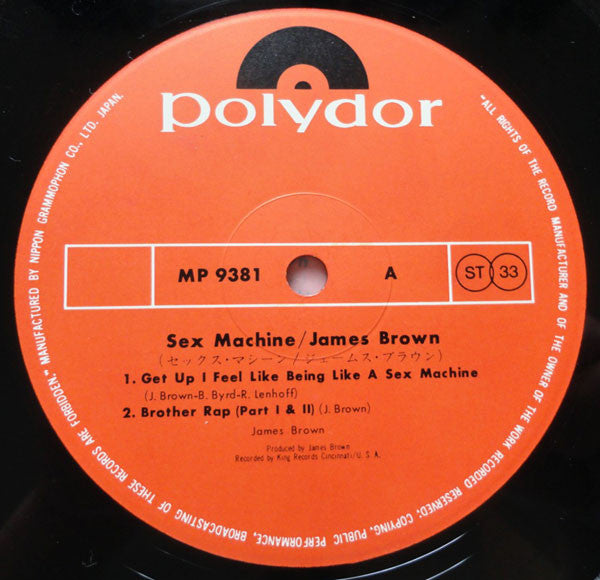 polydor
MP 9381 A ST 33
Sex Machine/James Brown
(セックス・マシーン/ジェームス・ブラウン)
1. Get Up I Feel Like Being Like A Sex Machine
(J. Brown-B. Byrd-R. Lenhoff)
2. Brother Rap (Part I & II) (J. Brown)
James Brown
Produced by James Brown
Recorded by King Records Cincinnati/U. S. A.
"ALL RIGHTS OF THE RECORD MANUFACTURER AND OF THE OWNER OF THE WORK RECORDED RESERVED; COPYING, PUBLIC PERFORMANCE, BROADCASTING OF THESE RECORDS ARE FORBIDDEN." MANUFACTURED BY NIPPON GRAMMOPHON CO., LTD. JAPAN.